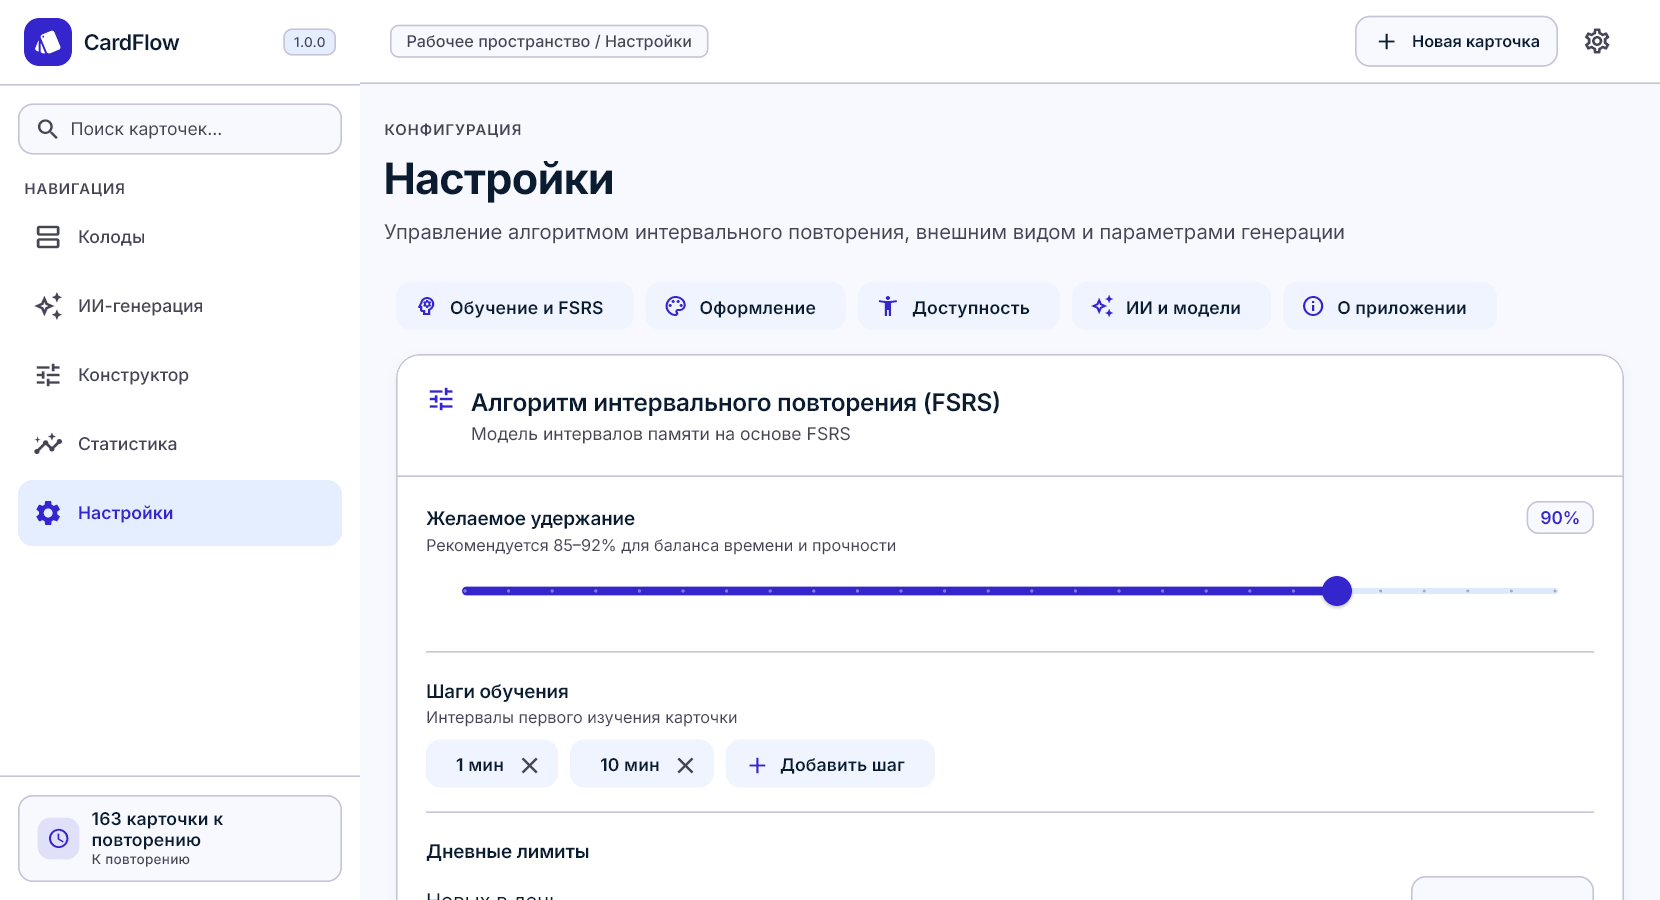 CardFlow
1.0.0
Поиск карточек...
НАВИГАЦИЯ
Колоды
ИИ-генерация
Конструктор
Статистика
Настройки
163 карточки к
повторению
К повторению
Рабочее пространство / Настройки
Новая карточка
КОНФИГУРАЦИЯ
Настройки
Управление алгоритмом интервального повторения, внешним видом и параметрами генерации
Обучение и FSRS
Оформление
Доступность
ИИ и модели
О приложении
Алгоритм интервального повторения (FSRS)
Модель интервалов памяти на основе FSRS
Желаемое удержание
90%
Рекомендуется 85–92% для баланса времени и прочности
Шаги обучения
Интервалы первого изучения карточки
1 мин
10 мин
Добавить шаг
Дневные лимиты
Новых в день